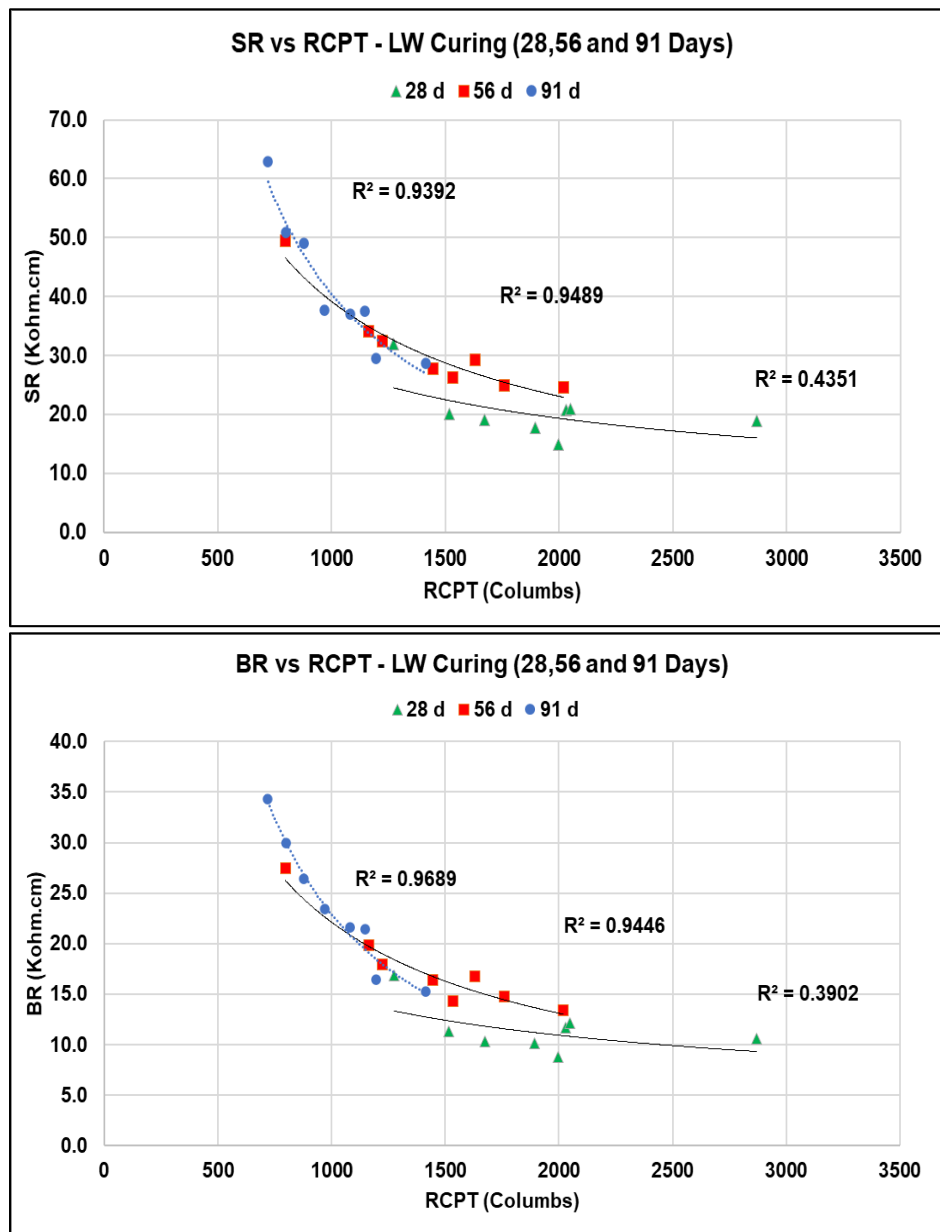 SR vs RCPT - LW Curing (28,56 and 91 Days)
28 d 56 d 91 d
70.0
60.0
50.0
40.0
30.0
20.0
10.0
0.0
SR (Kohm.cm)
R² = 0.9392
R² = 0.9489
R² = 0.4351
0 500 1000 1500 2000 2500 3000 3500
RCPT (Columbs)
BR vs RCPT - LW Curing (28,56 and 91 Days)
28 d 56 d 91 d
40.0
35.0
30.0
25.0
20.0
15.0
10.0
5.0
0.0
BR (Kohm.cm)
R² = 0.9689
R² = 0.9446
R² = 0.3902
0 500 1000 1500 2000 2500 3000 3500
RCPT (Columbs)